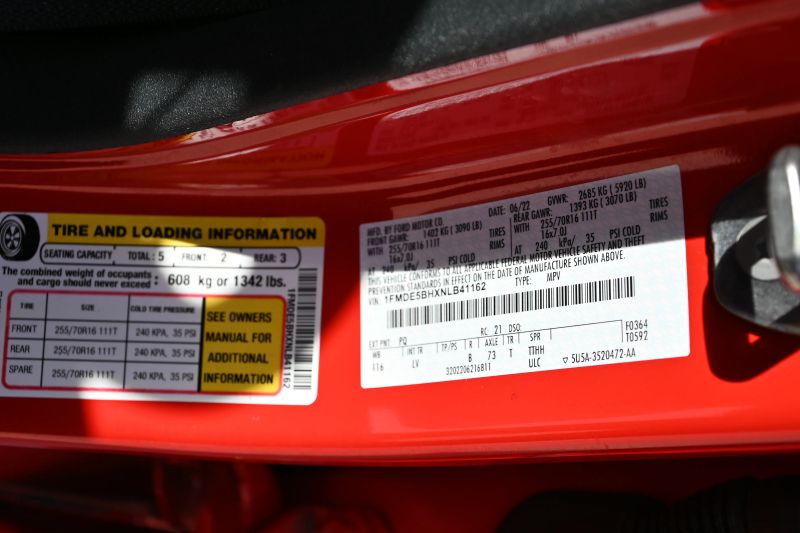 TIRE AND LOADING INFORMATION
SEATING CAPACITY TOTAL: 5 FRONT: 2 REAR: 3
The combined weight of occupants and cargo should never exceed: 608 kg or 1342 lbs.
TIRE SIZE COLD TIRE PRESSURE
FRONT 255/70R16 111T 240 KPA, 35 PSI
REAR 255/70R16 111T 240 KPA, 35 PSI
SPARE 255/70R16 111T 240 KPA, 35 PSI
SEE OWNERS
MANUAL FOR
ADDITIONAL
INFORMATION
1FMDE5BHXNLB41162
MFD. BY FORD MOTOR CO. DATE: 06/22 GVWR: 2685 KG (5920 LB)
FRONT GAWR: 1402 KG (3090 LB) REAR GAWR: 1393 KG (3070 LB)
WITH TIRES WITH TIRES
255/70R16 111T 255/70R16 111T
16x7.0J RIMS 16x7.0J RIMS
AT 240 kPa/ 35 PSI COLD AT 240 kPa/ 35 PSI COLD
THIS VEHICLE CONFORMS TO ALL APPLICABLE FEDERAL MOTOR VEHICLE SAFETY AND THEFT
PREVENTION STANDARDS IN EFFECT ON THE DATE OF MANUFACTURE SHOWN ABOVE.
VIN: 1FMDE5BHXNLB41162 TYPE: MPV
EXT PNT: PQ RC: 21 DSO: F0364
WB INT TR TP/PS R AXLE TR SPR T0592
116 LV B 73 T TTHH
3202206216811 ULC ▽ 5U5A-3520472-AA